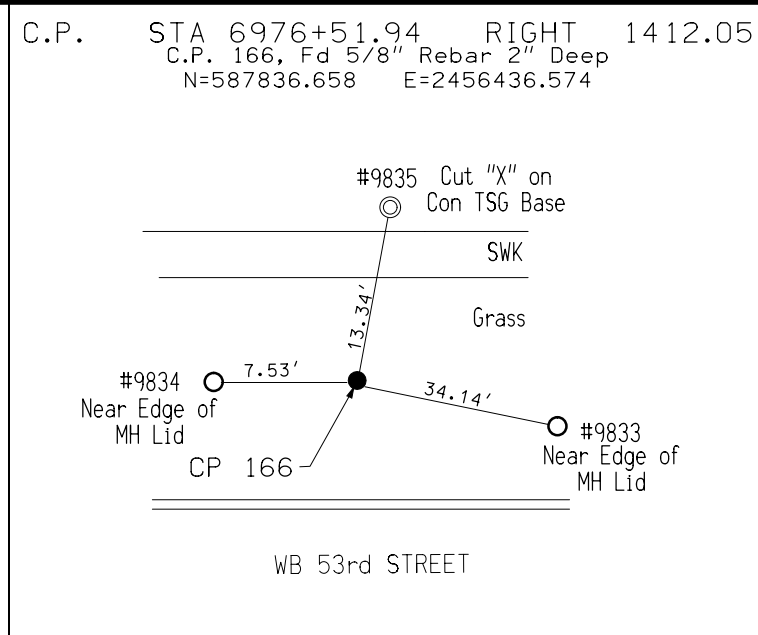 C.P. STA 6976+51.94 RIGHT 1412.05
C.P. 166, Fd 5/8" Rebar 2" Deep
N=587836.658 E=2456436.574
#9835 Cut "X" on
Con TSG Base
SWK
Grass
13.34'
#9834 7.53'
Near Edge of
MH Lid
34.14'
#9833
Near Edge of
MH Lid
CP 166
WB 53rd STREET